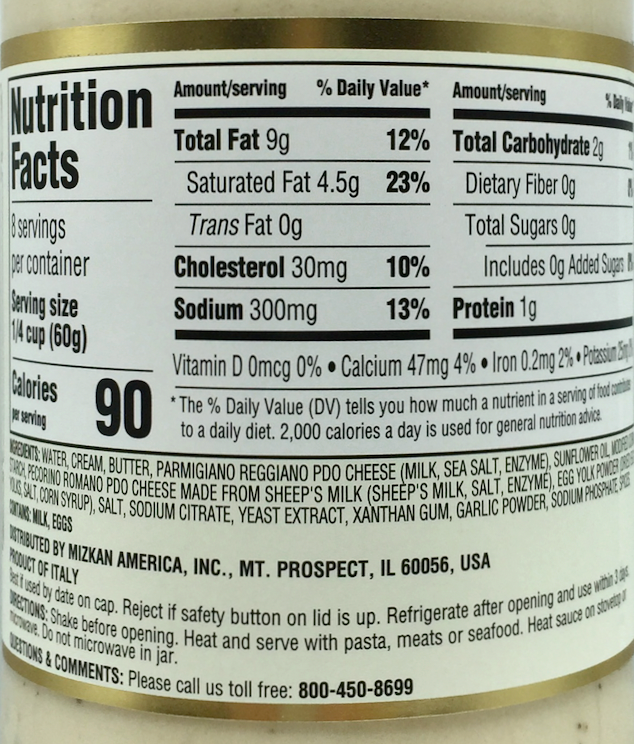 Nutrition
Facts
8 servings
per container
Serving size
1/4 cup (60g)
Calories
per serving
90
Amount/serving % Daily Value*
Total Fat 9g 12%
Saturated Fat 4.5g 23%
Trans Fat 0g
Cholesterol 30mg 10%
Sodium 300mg 13%
Amount/serving % Daily
Total Carbohydrate 2g
Dietary Fiber 0g
Total Sugars 0g
Includes 0g Added Sugars
Protein 1g
Vitamin D 0mcg 0% • Calcium 47mg 4% • Iron 0.2mg 2% • Potassium 25mg
*The % Daily Value (DV) tells you how much a nutrient in a serving of food
to a daily diet. 2,000 calories a day is used for general nutrition advice.
INGREDIENTS: WATER, CREAM, BUTTER, PARMIGIANO REGGIANO PDO CHEESE (MILK, SEA SALT, ENZYME), SUNFLOWER OIL,
STARCH, PECORINO ROMANO PDO CHEESE MADE FROM SHEEP'S MILK (SHEEP'S MILK, SALT, ENZYME), EGG YOLK POWDER
YOLKS, SALT, CORN SYRUP), SALT, SODIUM CITRATE, YEAST EXTRACT, XANTHAN GUM, GARLIC POWDER, SODIUM PHOSPHATE, SPICES.
CONTAINS: MILK, EGGS
DISTRIBUTED BY MIZKAN AMERICA, INC., MT. PROSPECT, IL 60056, USA
PRODUCT OF ITALY
Best if used by date on cap. Reject if safety button on lid is up. Refrigerate after opening and use within 3 days.
DIRECTIONS: Shake before opening. Heat and serve with pasta, meats or seafood. Heat sauce on stovetop or
microwave. Do not microwave in jar.
QUESTIONS & COMMENTS: Please call us toll free: 800-450-8699